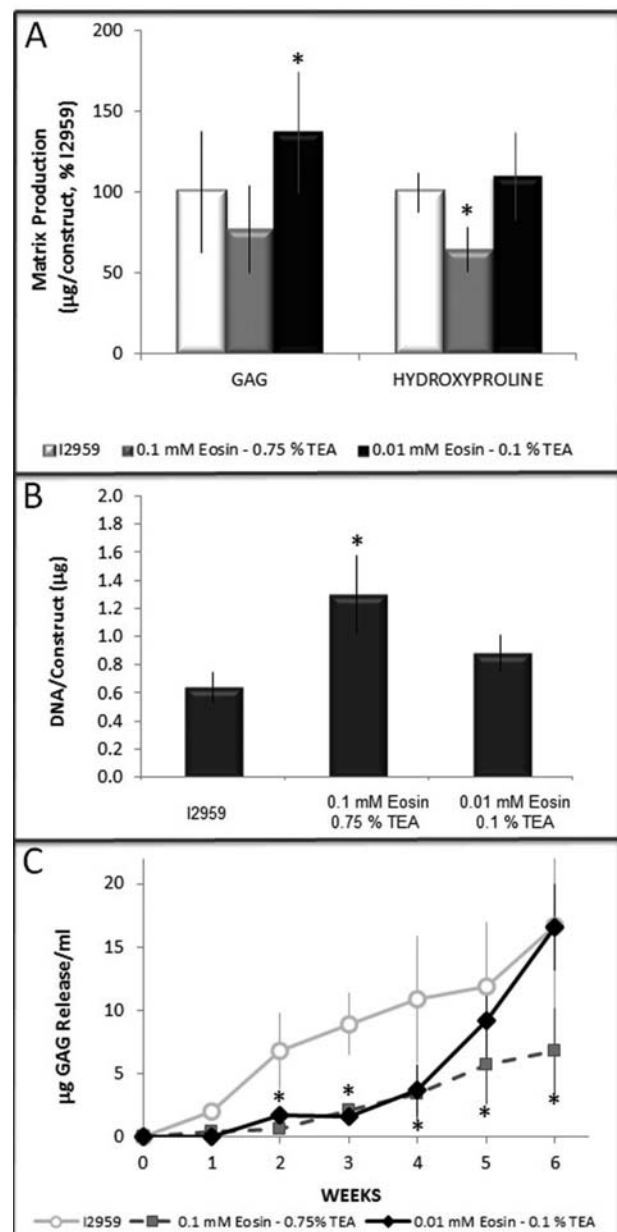 A
200
*
150
100
*
50
0
Matrix Production
(µg/construct, % I2959)
GAG
HYDROXYPROLINE
I2959
0.1 mM Eosin - 0.75 % TEA
0.01 mM Eosin - 0.1 % TEA
B
2.0
1.8
*
1.6
1.4
1.2
1.0
0.8
0.6
0.4
0.2
0.0
DNA/Construct (µg)
I2959
0.1 mM Eosin
0.75 % TEA
0.01 mM Eosin
0.1 % TEA
C
20
15
10
5
0
µg GAG Release/ml
* * * * *
0 1 2 3 4 5 6
WEEKS
I2959
0.1 mM Eosin - 0.75% TEA
0.01 mM Eosin - 0.1 % TEA